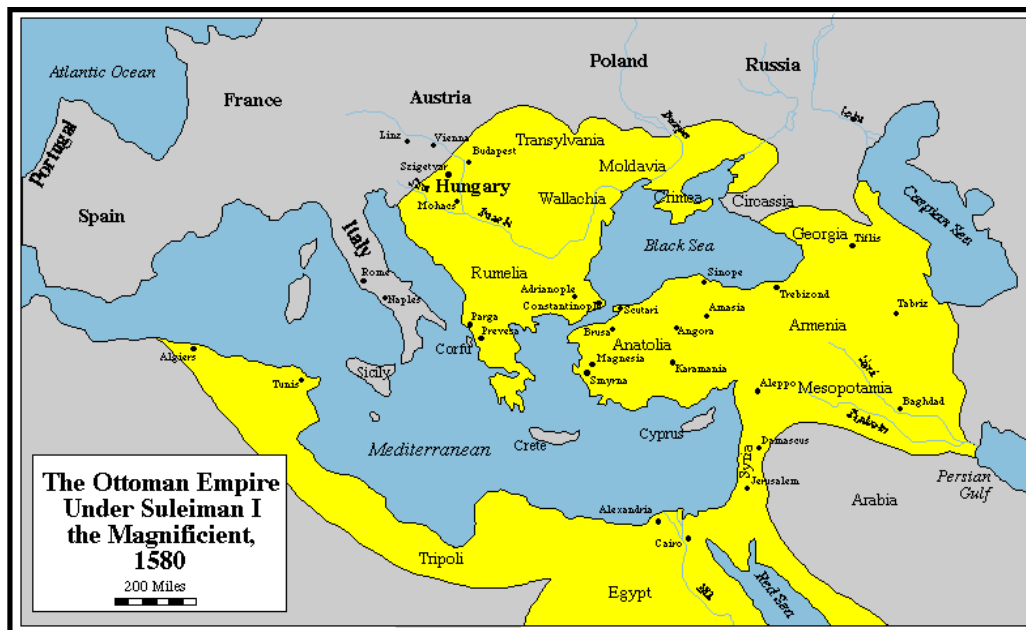 Atlantic Ocean
Portugal
Spain
France
Austria
Poland
Russia
Linz
Vienna
Budapest
Szigetvar
Hungary
Mohacs
Transylvania
Moldavia
Wallachia
Crimea
Circassia
Caspian Sea
Georgia
Tiflis
Black Sea
Italy
Rome
Naples
Rumelia
Adrianople
Constantinople
Scutari
Sinope
Trebizond
Amasia
Brusa
Angora
Anatolia
Armenia
Tabriz
Parga
Prevesa
Corfu
Magnesia
Smyrna
Karamania
Algiers
Tunis
Sicily
Aleppo
Mesopotamia
Baghdad
Mediterranean
Crete
Cyprus
Damascus
Syria
Jerusalem
Arabia
Persian
Gulf
Alexandria
Cairo
Tripoli
Egypt
Red Sea
The Ottoman Empire
Under Suleiman I
the Magnificient,
1580
200 Miles